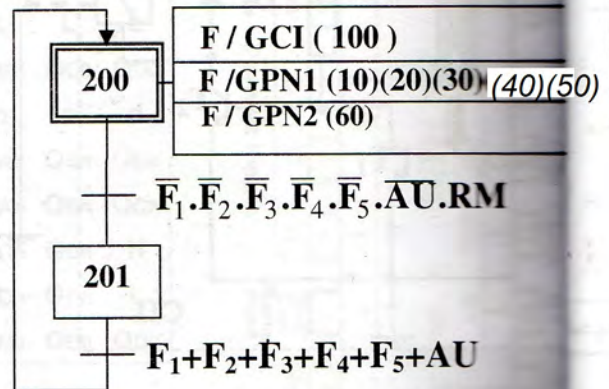 F / GCI ( 100 )
200
F /GPN1 (10)(20)(30) (40)(50)
F / GPN2 (60)
F̅₁.F̅₂.F̅₃.F̅₄.F̅₅.A̅U̅.RM
201
F₁+F₂+F₃+F₄+F₅+AU